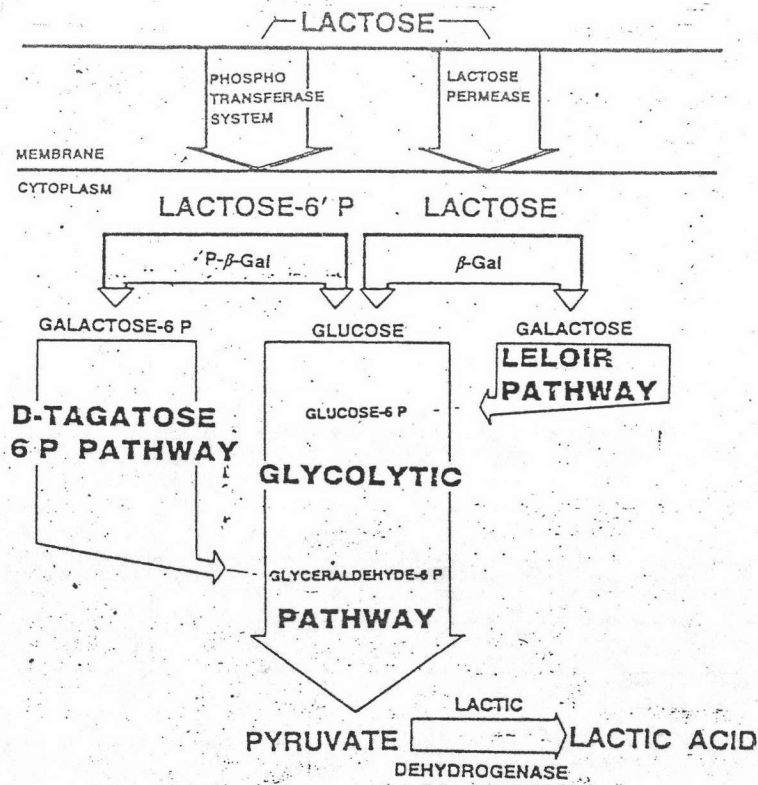 LACTOSE
PHOSPHO
TRANSFERASE
SYSTEM
LACTOSE
PERMEASE
MEMBRANE
CYTOPLASM
LACTOSE-6' P
LACTOSE
P-β-Gal
β-Gal
GALACTOSE-6 P
GLUCOSE
GALACTOSE
LELOIR
PATHWAY
GLUCOSE-6 P
D-TAGATOSE
6 P PATHWAY
GLYCOLYTIC
GLYCERALDEHYDE-6 P
PATHWAY
PYRUVATE
LACTIC
DEHYDROGENASE
LACTIC ACID